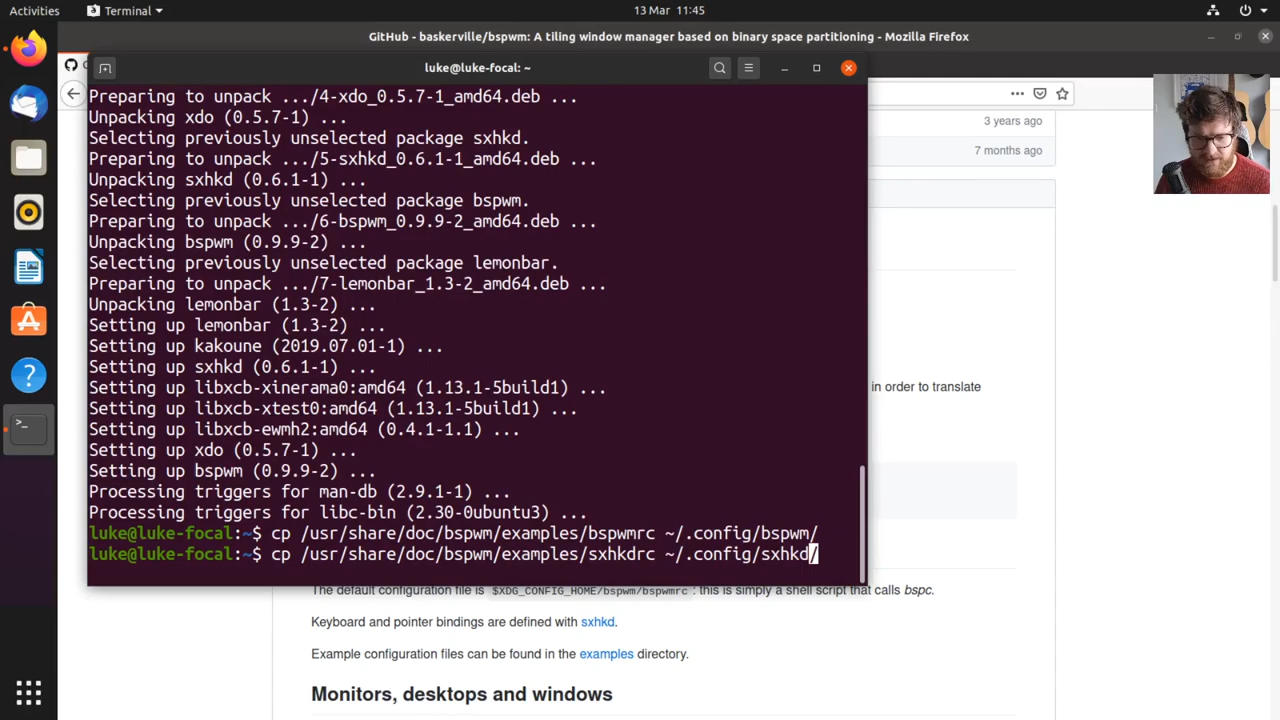 Activities
Terminal
13 Mar 11:45
GitHub - baskerville/bspwm: A tiling window manager based on binary space partitioning - Mozilla Firefox
luke@luke-focal: ~
3 years ago
7 months ago
Preparing to unpack .../4-xdo_0.5.7-1_amd64.deb ...
Unpacking xdo (0.5.7-1) ...
Selecting previously unselected package sxhkd.
Preparing to unpack .../5-sxhkd_0.6.1-1_amd64.deb ...
Unpacking sxhkd (0.6.1-1) ...
Selecting previously unselected package bspwm.
Preparing to unpack .../6-bspwm_0.9.9-2_amd64.deb ...
Unpacking bspwm (0.9.9-2) ...
Selecting previously unselected package lemonbar.
Preparing to unpack .../7-lemonbar_1.3-2_amd64.deb ...
Unpacking lemonbar (1.3-2) ...
Setting up lemonbar (1.3-2) ...
Setting up kakoune (2019.07.01-1) ...
Setting up sxhkd (0.6.1-1) ...
Setting up libxcb-xinerama0:amd64 (1.13.1-5build1) ...
in order to translate
Setting up libxcb-xtest0:amd64 (1.13.1-5build1) ...
Setting up libxcb-ewmh2:amd64 (0.4.1-1.1) ...
Setting up xdo (0.5.7-1) ...
Setting up bspwm (0.9.9-2) ...
Processing triggers for man-db (2.9.1-1) ...
Processing triggers for libc-bin (2.30-0ubuntu3) ...
luke@luke-focal:~$ cp /usr/share/doc/bspwm/examples/bspwmrc ~/.config/bspwm/
luke@luke-focal:~$ cp /usr/share/doc/bspwm/examples/sxhkdrc ~/.config/sxhkd/
The default configuration file is $XDG_CONFIG_HOME/bspwm/bspwmrc : this is simply a shell script that calls bspc.
Keyboard and pointer bindings are defined with sxhkd.
Example configuration files can be found in the examples directory.
Monitors, desktops and windows